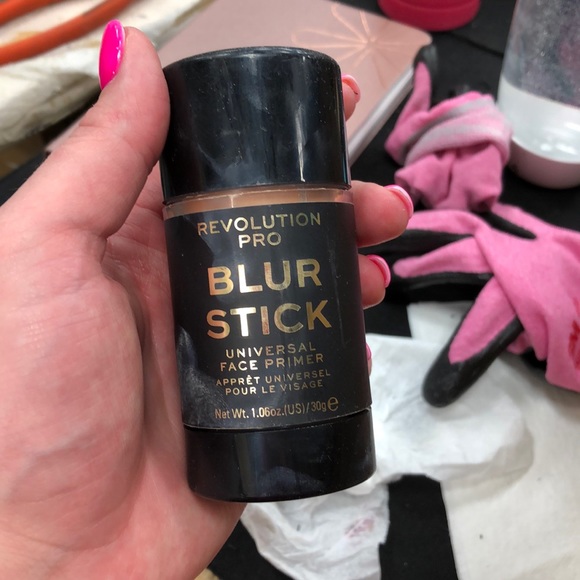 REVOLUTION
PRO
BLUR
STICK
UNIVERSAL
FACE PRIMER
APPRÊT UNIVERSEL
POUR LE VISAGE
Net Wt. 1.06oz.(US)/30g℮